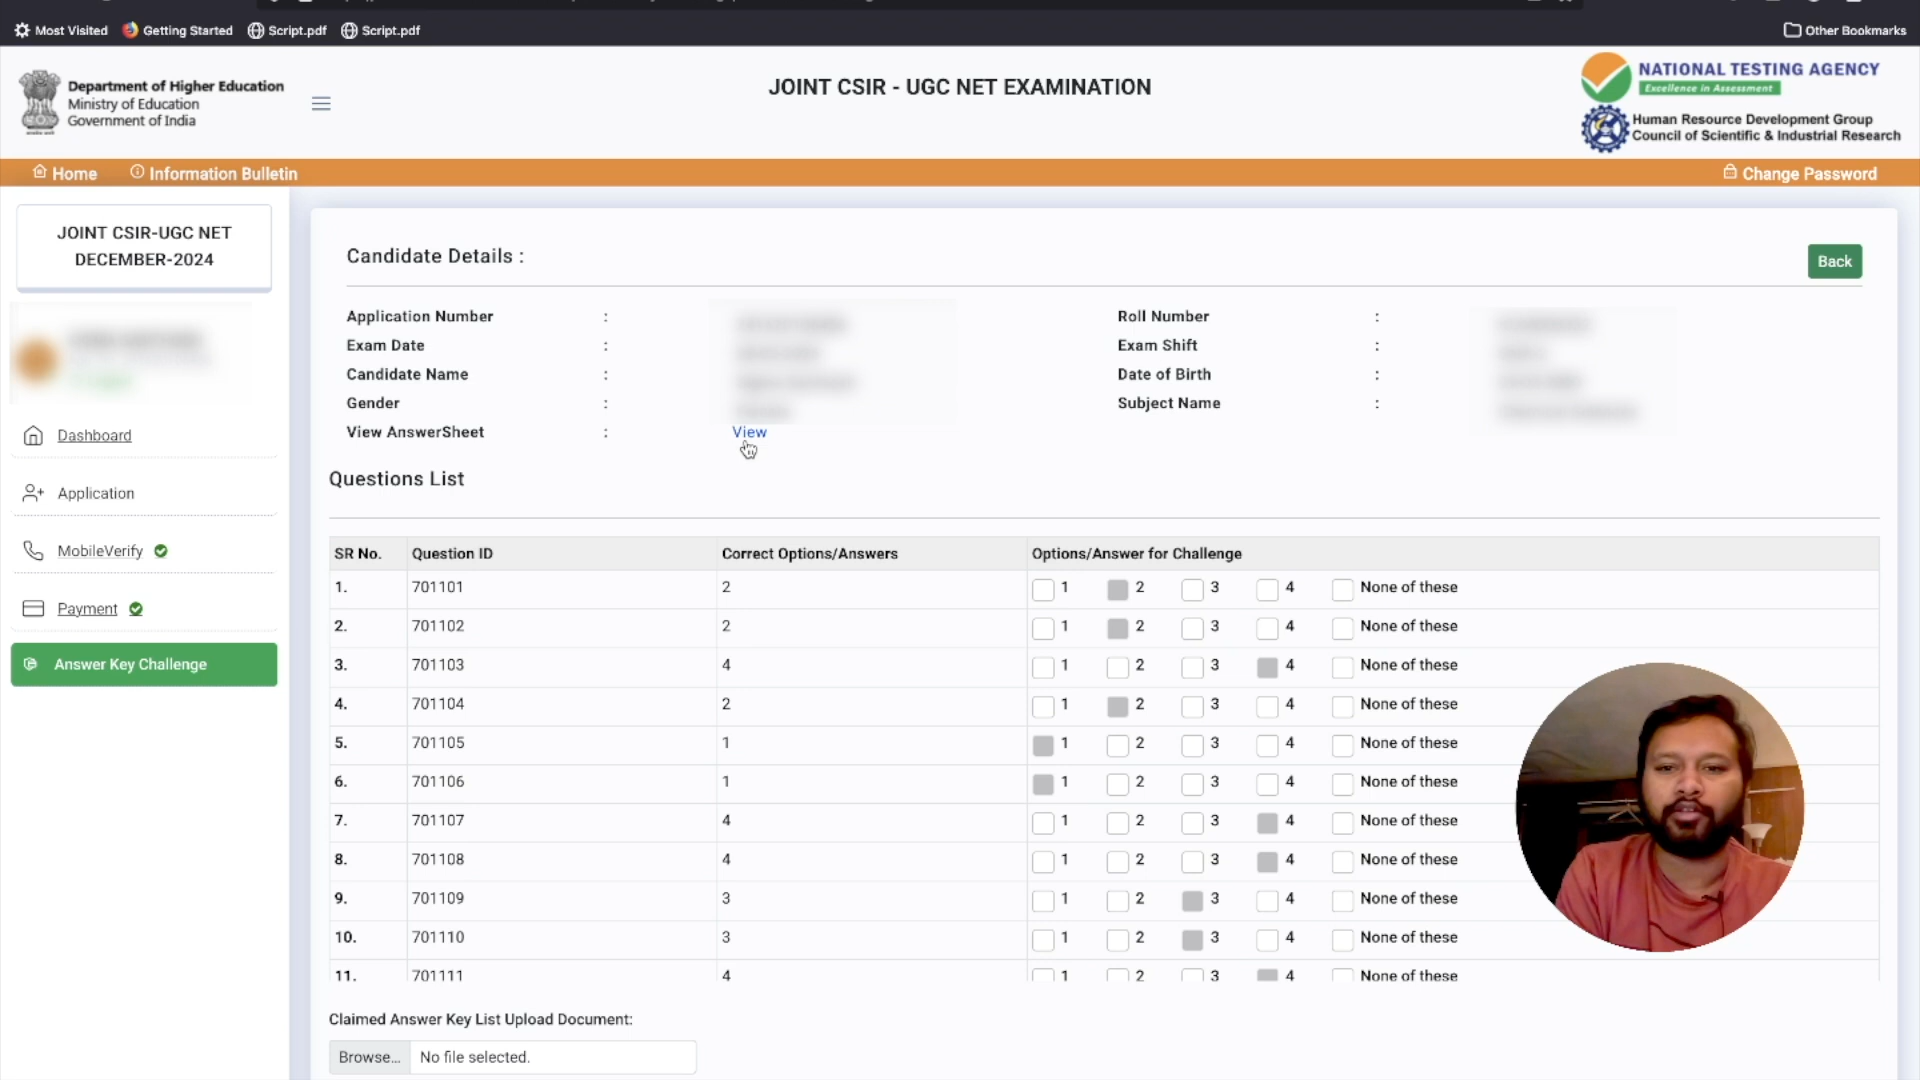 Most Visited Getting Started Script.pdf Script.pdf Other Bookmarks
Department of Higher Education
Ministry of Education
Government of India
JOINT CSIR - UGC NET EXAMINATION
NATIONAL TESTING AGENCY
Excellence in Assessment
Human Resource Development Group
Council of Scientific & Industrial Research
Home Information Bulletin Change Password
JOINT CSIR-UGC NET
DECEMBER-2024
Dashboard
Application
MobileVerify
Payment
Answer Key Challenge
Candidate Details :
Back
Application Number : Roll Number :
Exam Date : Exam Shift :
Candidate Name : Date of Birth :
Gender : Subject Name :
View AnswerSheet : View
Questions List
SR No. Question ID Correct Options/Answers Options/Answer for Challenge
1. 701101 2 1 2 3 4 None of these
2. 701102 2 1 2 3 4 None of these
3. 701103 4 1 2 3 4 None of these
4. 701104 2 1 2 3 4 None of these
5. 701105 1 1 2 3 4 None of these
6. 701106 1 1 2 3 4 None of these
7. 701107 4 1 2 3 4 None of these
8. 701108 4 1 2 3 4 None of these
9. 701109 3 1 2 3 4 None of these
10. 701110 3 1 2 3 4 None of these
11. 701111 4 1 2 3 4 None of these
Claimed Answer Key List Upload Document:
Browse... No file selected.